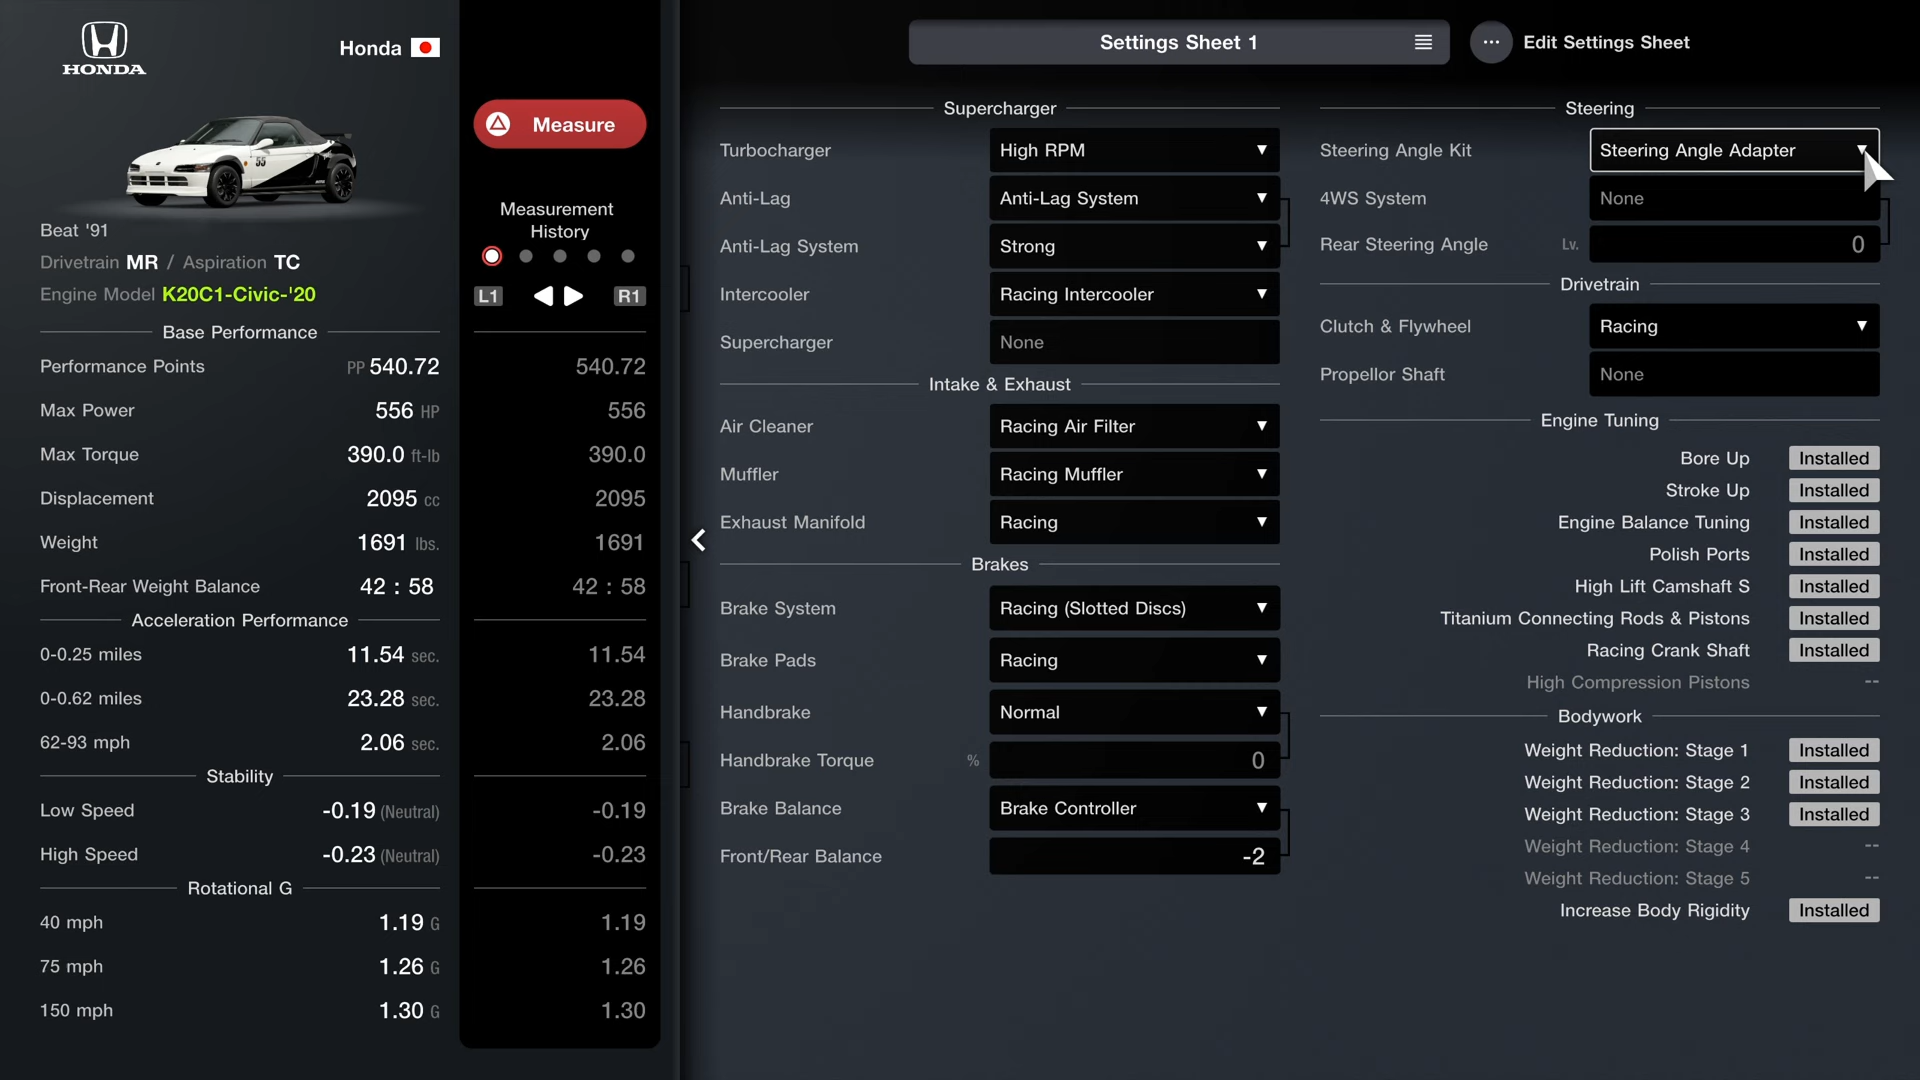 HONDA
Honda
55
Beat '91
Drivetrain MR / Aspiration TC
Engine Model K20C1-Civic-'20
Base Performance
Performance Points PP 540.72
Max Power 556 HP
Max Torque 390.0 ft-lb
Displacement 2095 cc
Weight 1691 lbs.
Front-Rear Weight Balance 42 : 58
Acceleration Performance
0-0.25 miles 11.54 sec.
0-0.62 miles 23.28 sec.
62-93 mph 2.06 sec.
Stability
Low Speed -0.19 (Neutral)
High Speed -0.23 (Neutral)
Rotational G
40 mph 1.19 G
75 mph 1.26 G
150 mph 1.30 G
Measure
Measurement
History
L1 R1
540.72
556
390.0
2095
1691
42 : 58
11.54
23.28
2.06
-0.19
-0.23
1.19
1.26
1.30
Settings Sheet 1
Edit Settings Sheet
Supercharger
Turbocharger High RPM
Anti-Lag Anti-Lag System
Anti-Lag System Strong
Intercooler Racing Intercooler
Supercharger None
Intake & Exhaust
Air Cleaner Racing Air Filter
Muffler Racing Muffler
Exhaust Manifold Racing
Brakes
Brake System Racing (Slotted Discs)
Brake Pads Racing
Handbrake Normal
Handbrake Torque % 0
Brake Balance Brake Controller
Front/Rear Balance -2
Steering
Steering Angle Kit Steering Angle Adapter
4WS System None
Rear Steering Angle Lv. 0
Drivetrain
Clutch & Flywheel Racing
Propellor Shaft None
Engine Tuning
Bore Up Installed
Stroke Up Installed
Engine Balance Tuning Installed
Polish Ports Installed
High Lift Camshaft S Installed
Titanium Connecting Rods & Pistons Installed
Racing Crank Shaft Installed
High Compression Pistons --
Bodywork
Weight Reduction: Stage 1 Installed
Weight Reduction: Stage 2 Installed
Weight Reduction: Stage 3 Installed
Weight Reduction: Stage 4 --
Weight Reduction: Stage 5 --
Increase Body Rigidity Installed